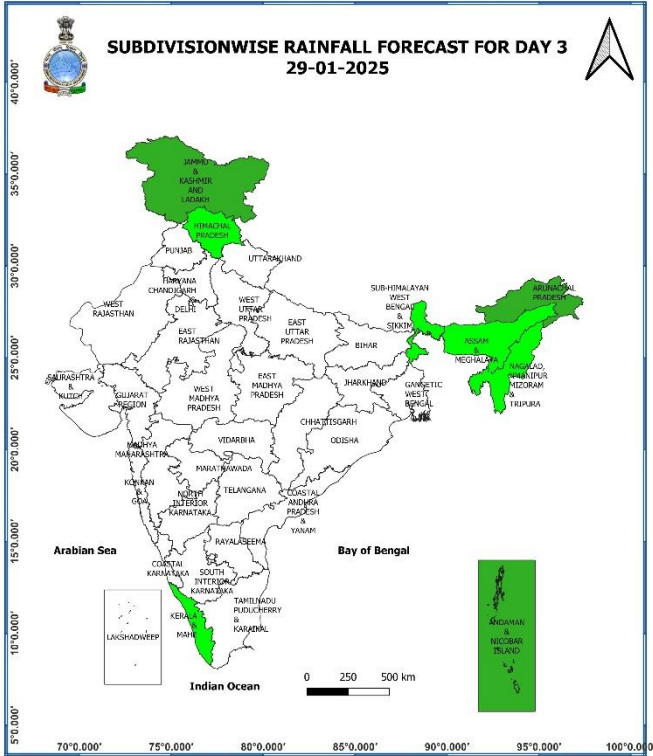 SUBDIVISIONWISE RAINFALL FORECAST FOR DAY 3
29-01-2025
40°0.000'
35°0.000'
30°0.000'
25°0.000'
20°0.000'
15°0.000'
10°0.000'
5°0.000'
JAMMU
&
KASHMIR
AND
LADAKH
HIMACHAL
PRADESH
PUNJAB
UTTARAKHAND
HARYANA
CHANDIGARH
&
DELHI
WEST
RAJASTHAN
WEST
UTTAR
PRADESH
EAST
RAJASTHAN
EAST
UTTAR
PRADESH
SUB-HIMALAYAN
WEST
BENGAL
&
SIKKIM
ARUNACHAL
PRADESH
ASSAM
&
MEGHALAYA
BIHAR
NAGALAD,
MANIPUR
MIZORAM
&
TRIPURA
SAURASHTRA
&
KUTCH
GUJARAT
REGION
WEST
MADHYA
PRADESH
EAST
MADHYA
PRADESH
JHARKHAND
GANGETIC
WEST
BENGAL
CHHATTISGARH
ODISHA
VIDARBHA
MADHYA
MAHARASHTRA
MARATHAWADA
KONKAN
&
GOA
NORTH
INTERIOR
KARNATAKA
TELANGANA
COASTAL
ANDHRA
PRADESH
&
YANAM
RAYALASEEMA
Arabian Sea
Bay of Bengal
COASTAL
KARNATAKA
SOUTH
INTERIOR
KARNATAKA
TAMILNADU
PUDUCHERRY
&
KARAIKAL
KERALA
&
MAHE
LAKSHADWEEP
ANDAMAN
&
NICOBAR
ISLAND
Indian Ocean
0 250 500 km
70°0.000' 75°0.000' 80°0.000' 85°0.000' 90°0.000' 95°0.000' 100°0.000'